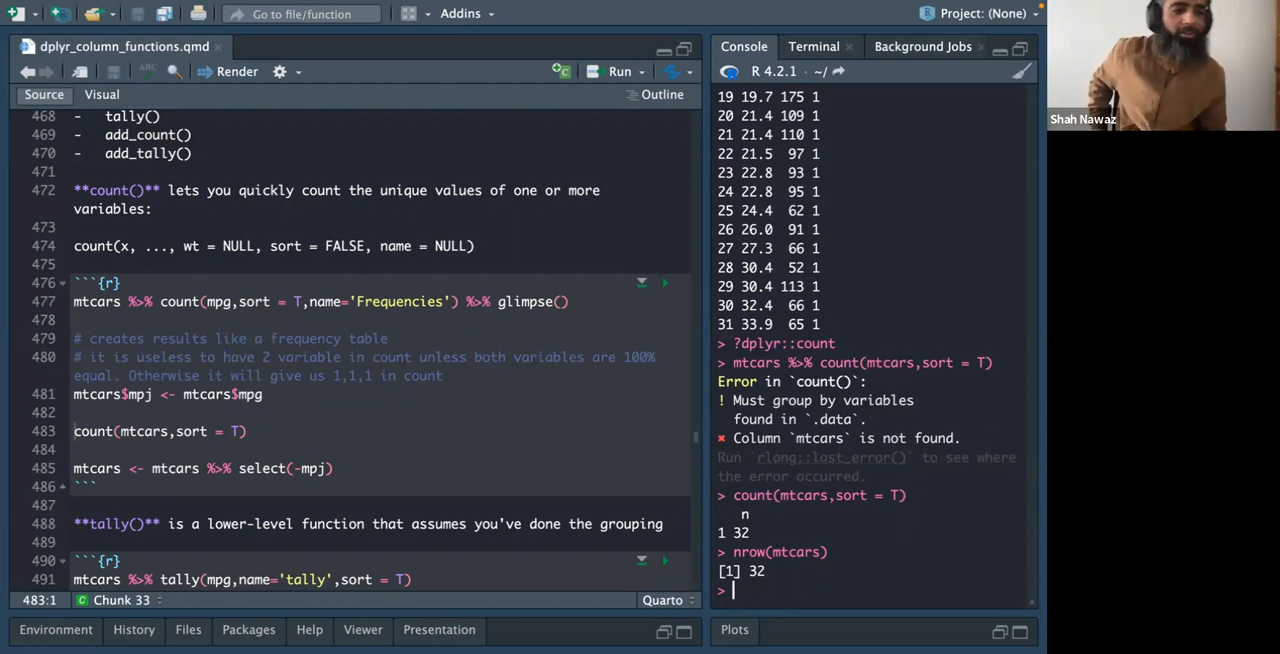 Go to file/function
Addins
Project: (None)
dplyr_column_functions.qmd
Render
Run
Source
Visual
Outline
468 - tally()
469 - add_count()
470 - add_tally()
471
472 **count()** lets you quickly count the unique values of one or more
variables:
473
474 count(x, ..., wt = NULL, sort = FALSE, name = NULL)
475
476 ```{r}
477 mtcars %>% count(mpg,sort = T,name='Frequencies') %>% glimpse()
478
479 # creates results like a frequency table
480 # it is useless to have 2 variable in count unless both variables are 100%
equal. Otherwise it will give us 1,1,1 in count
481 mtcars$mpj <- mtcars$mpg
482
483 count(mtcars,sort = T)
484
485 mtcars <- mtcars %>% select(-mpj)
486 ```
487
488 **tally()** is a lower-level function that assumes you've done the grouping
489
490 ```{r}
491 mtcars %>% tally(mpg,name='tally',sort = T)
483:1
C Chunk 33
Quarto
Environment
History
Files
Packages
Help
Viewer
Presentation
Console
Terminal
Background Jobs
R 4.2.1 · ~/
19 19.7 175 1
20 21.4 109 1
21 21.4 110 1
22 21.5 97 1
23 22.8 93 1
24 22.8 95 1
25 24.4 62 1
26 26.0 91 1
27 27.3 66 1
28 30.4 52 1
29 30.4 113 1
30 32.4 66 1
31 33.9 65 1
> ?dplyr::count
> mtcars %>% count(mtcars,sort = T)
Error in `count()`:
! Must group by variables
found in `.data`.
✖ Column `mtcars` is not found.
Run `rlang::last_error()` to see where
the error occurred.
> count(mtcars,sort = T)
n
1 32
> nrow(mtcars)
[1] 32
>
Plots
Shah Nawaz